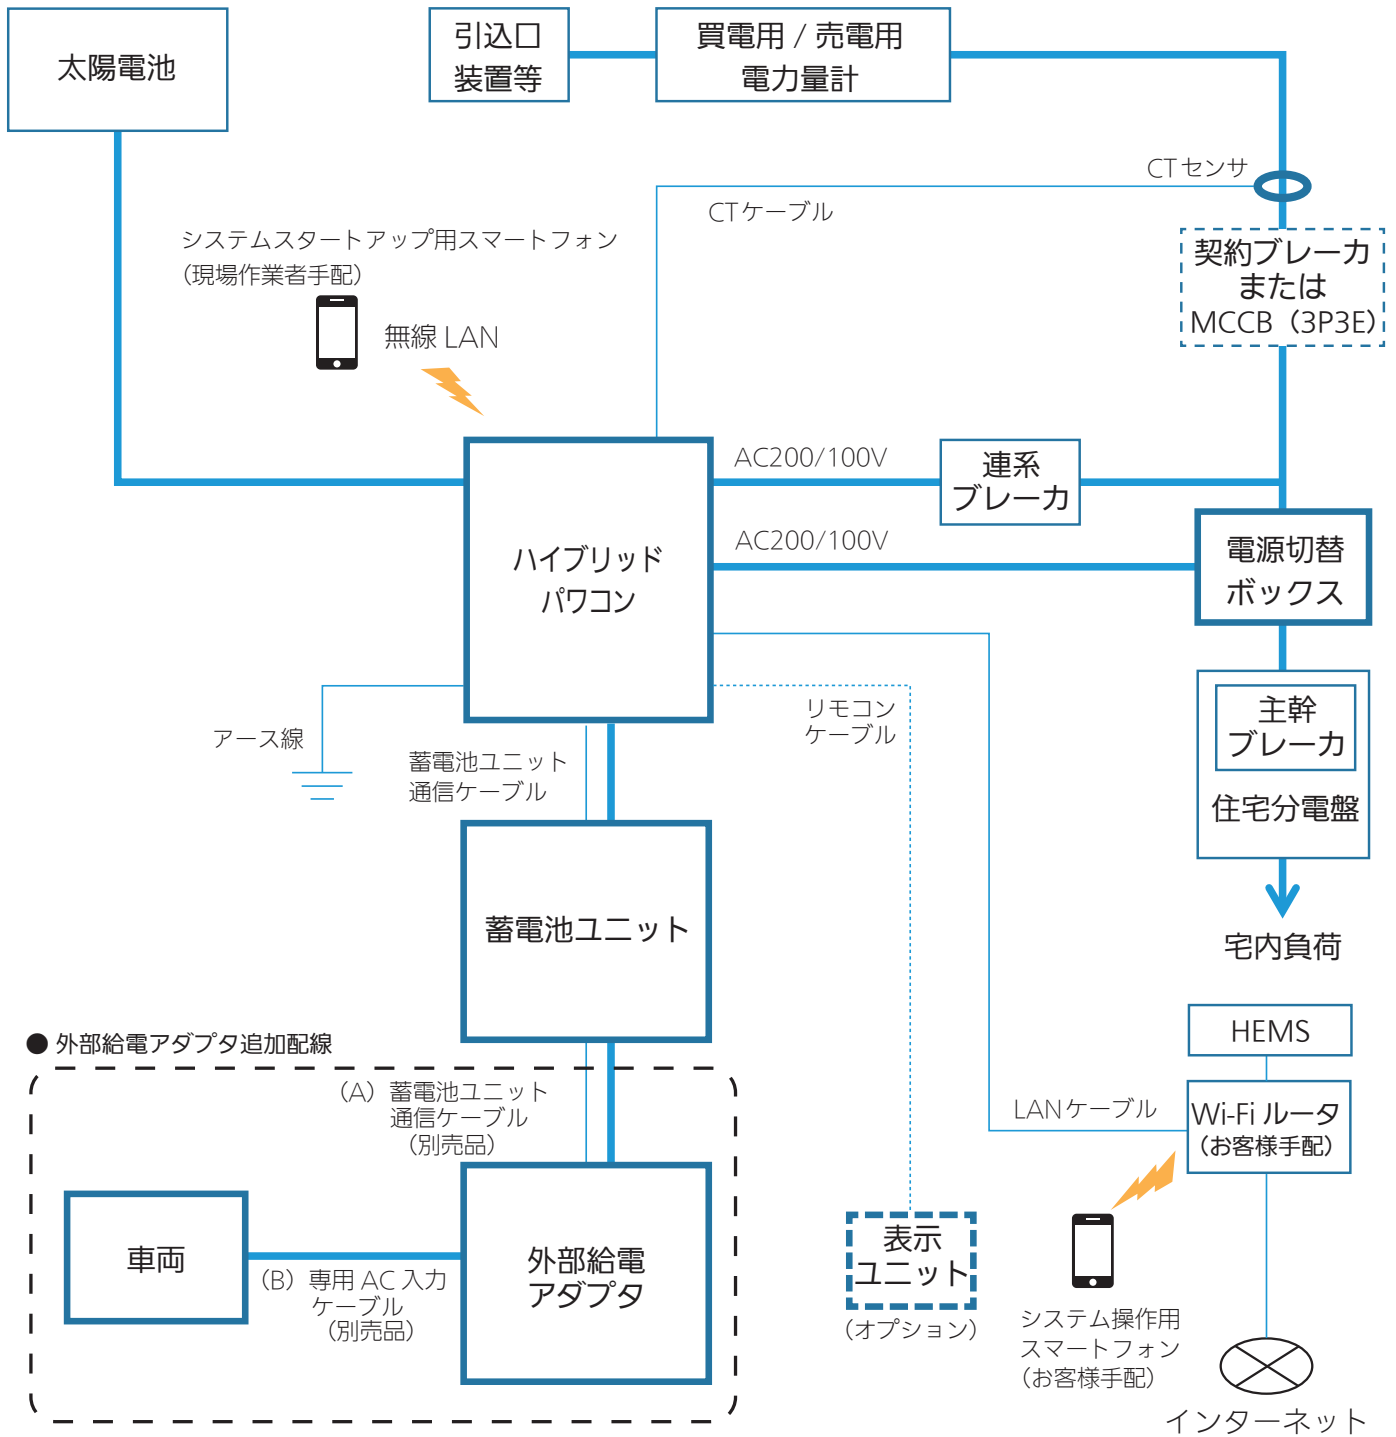 太陽電池
引込口
装置等
買電用 / 売電用
電力量計
CTセンサ
CTケーブル
システムスタートアップ用スマートフォン
（現場作業者手配）
無線 LAN
契約ブレーカ
または
MCCB（3P3E）
AC200/100V
連系
ブレーカ
AC200/100V
ハイブリッド
パワコン
電源切替
ボックス
リモコン
ケーブル
主幹
ブレーカ
住宅分電盤
アース線
蓄電池ユニット
通信ケーブル
蓄電池ユニット
宅内負荷
● 外部給電アダプタ追加配線
HEMS
（A）蓄電池ユニット
通信ケーブル
（別売品）
LANケーブル
Wi-Fi ルータ
（お客様手配）
車両
（B）専用 AC 入力
ケーブル
（別売品）
外部給電
アダプタ
表示
ユニット
（オプション）
システム操作用
スマートフォン
（お客様手配）
インターネット